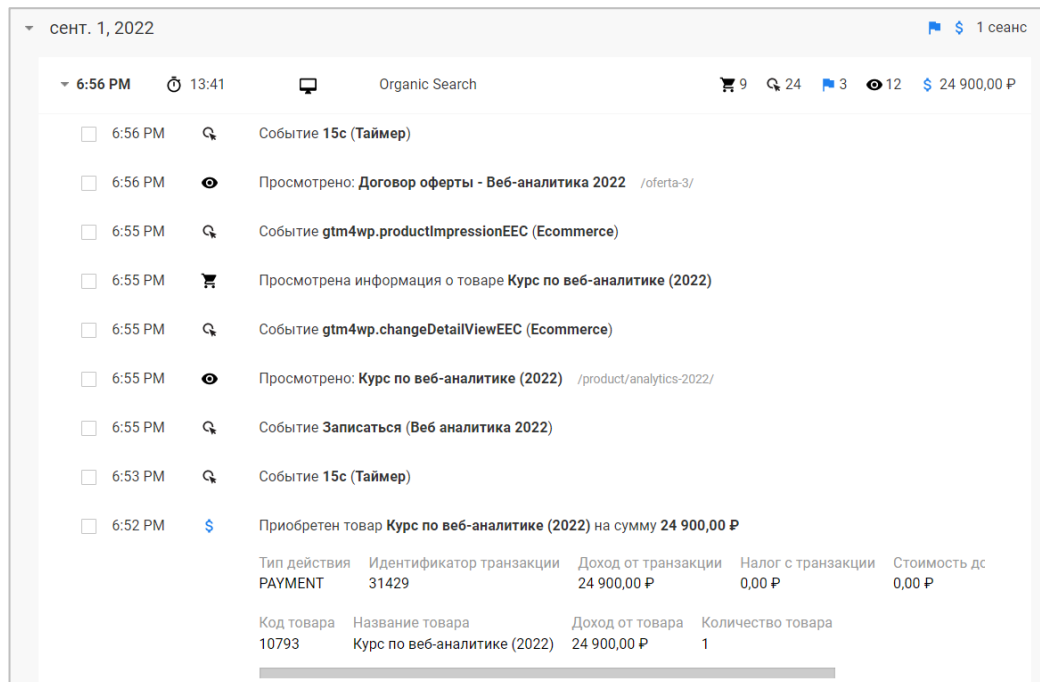 сент. 1, 2022 $ 1 сеанс
6:56 PM 13:41 Organic Search 9 24 3 12 $ 24 900,00 ₽
6:56 PM Событие 15с (Таймер)
6:56 PM Просмотрено: Договор оферты - Веб-аналитика 2022 /oferta-3/
6:55 PM Событие gtm4wp.productImpressionEEC (Ecommerce)
6:55 PM Просмотрена информация о товаре Курс по веб-аналитике (2022)
6:55 PM Событие gtm4wp.changeDetailViewEEC (Ecommerce)
6:55 PM Просмотрено: Курс по веб-аналитике (2022) /product/analytics-2022/
6:55 PM Событие Записаться (Веб аналитика 2022)
6:53 PM Событие 15с (Таймер)
6:52 PM $ Приобретен товар Курс по веб-аналитике (2022) на сумму 24 900,00 ₽
Тип действия Идентификатор транзакции Доход от транзакции Налог с транзакции Стоимость до
PAYMENT 31429 24 900,00 ₽ 0,00 ₽ 0,00 ₽
Код товара Название товара Доход от товара Количество товара
10793 Курс по веб-аналитике (2022) 24 900,00 ₽ 1